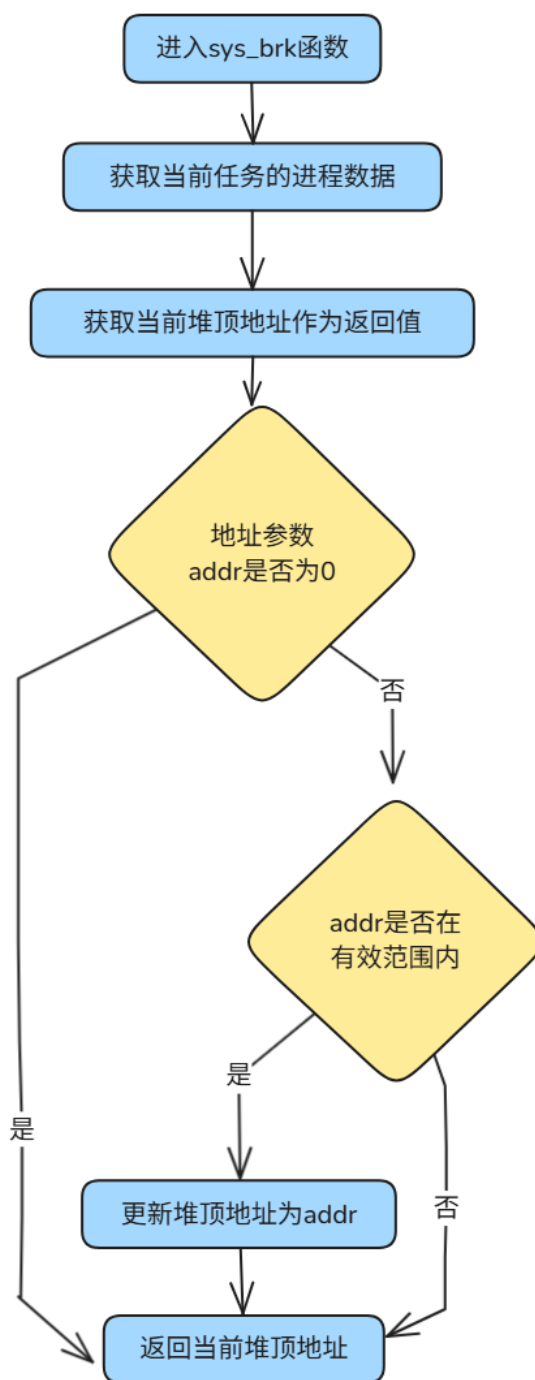 进入sys_brk函数
获取当前任务的进程数据
获取当前堆顶地址作为返回值
地址参数
addr是否为0
否
addr是否在
有效范围内
是
是
否
更新堆顶地址为addr
返回当前堆顶地址